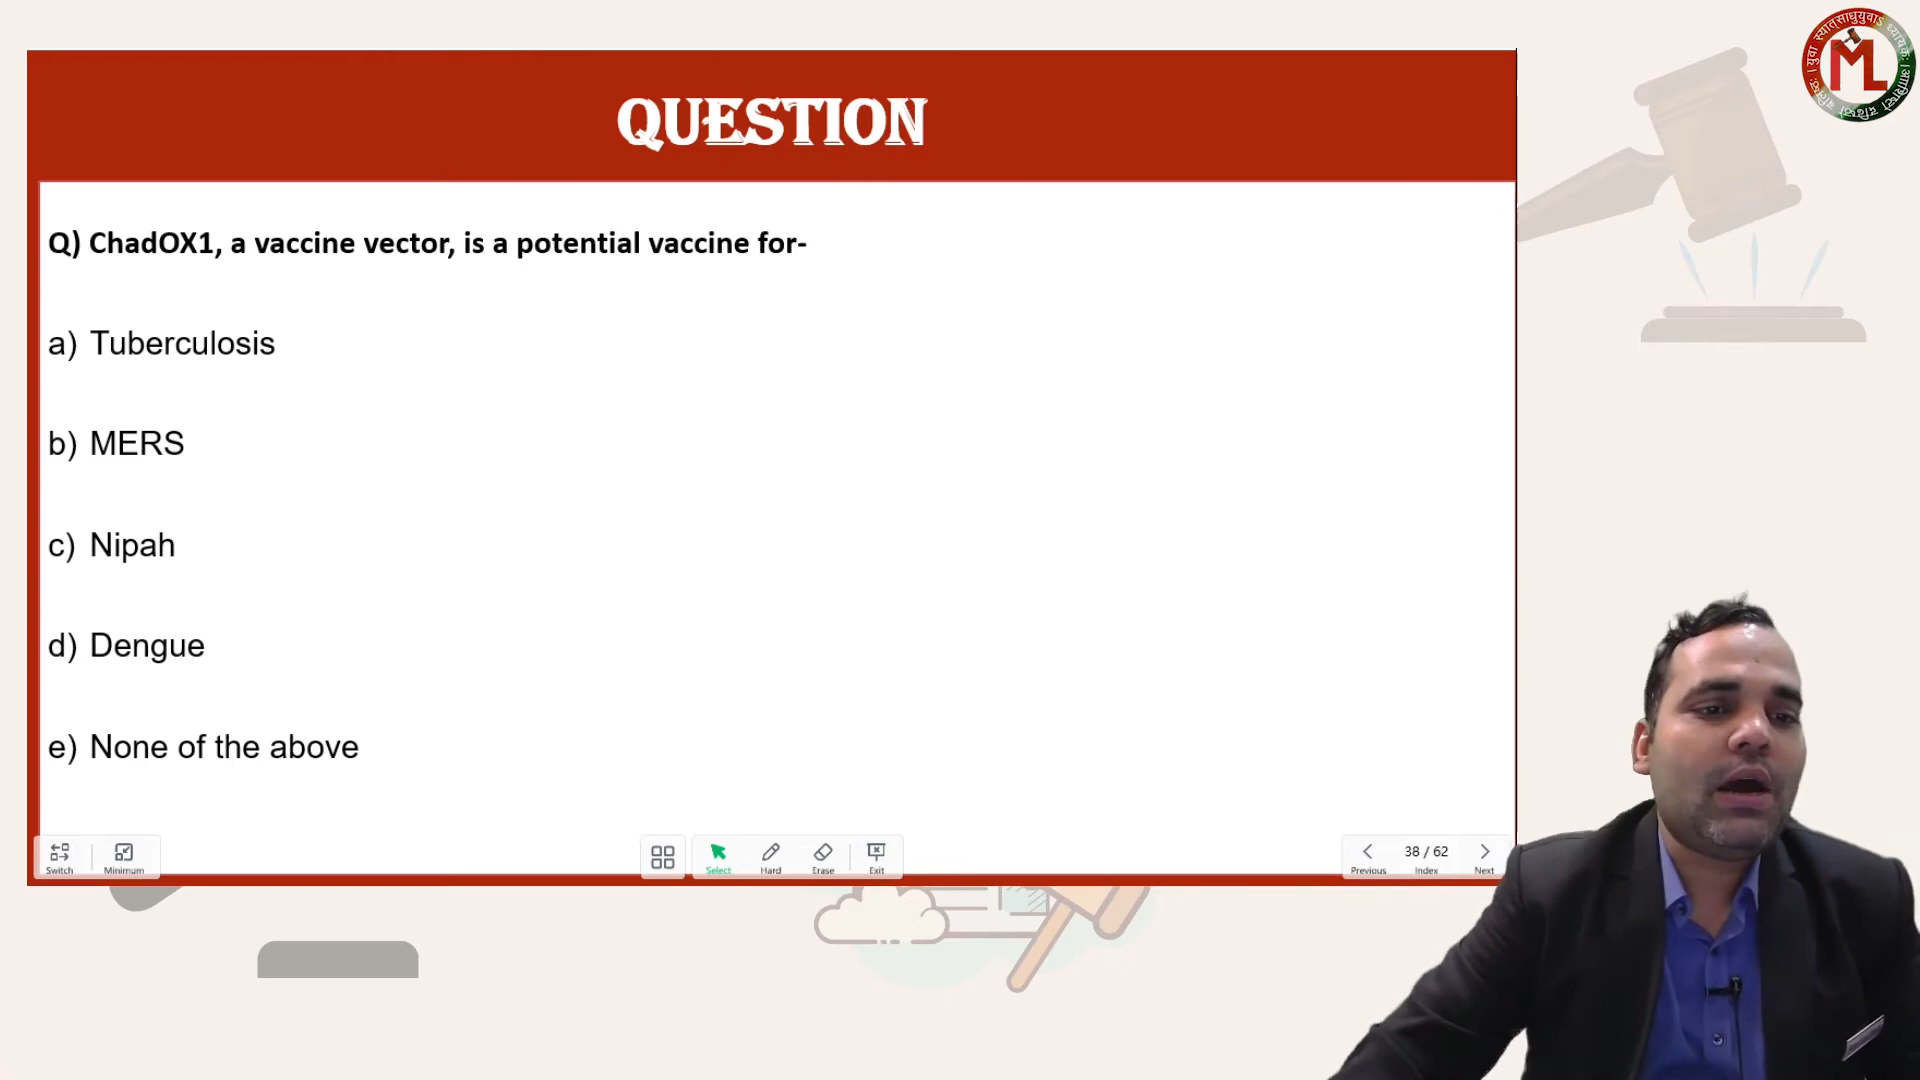 QUESTION
Q) ChadOX1, a vaccine vector, is a potential vaccine for-
a) Tuberculosis
b) MERS
c) Nipah
d) Dengue
e) None of the above
Switch
Minimum
Select
Hard
Erase
Exit
38 / 62
Previous
Index
Next
ML